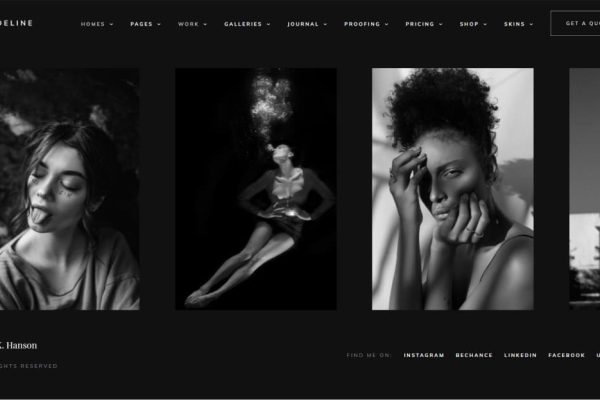 DELINE
HOMES PAGES WORK GALLERIES JOURNAL PROOFING PRICING SHOP SKINS GET A QU
K. Hanson
FIND ME ON: INSTAGRAM BECHANCE LINKEDIN FACEBOOK
GHTS RESERVED